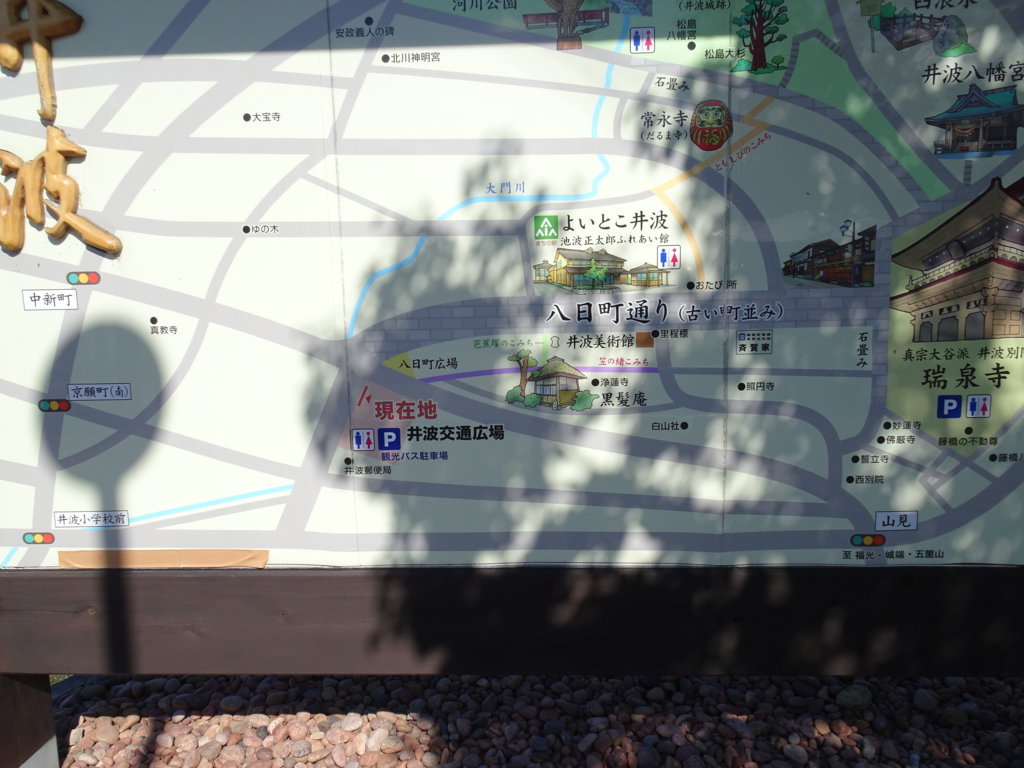 井波
河川公園
(井波城跡)
安政義人の碑
松島
八幡宮
松島大杉
北川神明宮
石畳み
井波八幡宮
大宝寺
常永寺
(だるま寺)
ともしびのこみち
大門川
ゆの木
よいとこ井波
まちの駅
池波正太郎ふれあい館
おたび所
中新町
八日町通り(古い町並み)
真教寺
芭蕉塚のこみち
井波美術館
里程標
斉賀家
石畳み
八日町広場
笠の緒こみち
真宗大谷派 井波別
瑞泉寺
京願町(南)
浄蓮寺
照円寺
黒髪庵
現在地
P
井波交通広場
観光バス駐車場
白山社
妙蓮寺
佛厳寺
藤橋の不動尊
P
井波郵便局
誓立寺
藤橋
西別院
井波小学校前
山見
至 福光・城端・五箇山